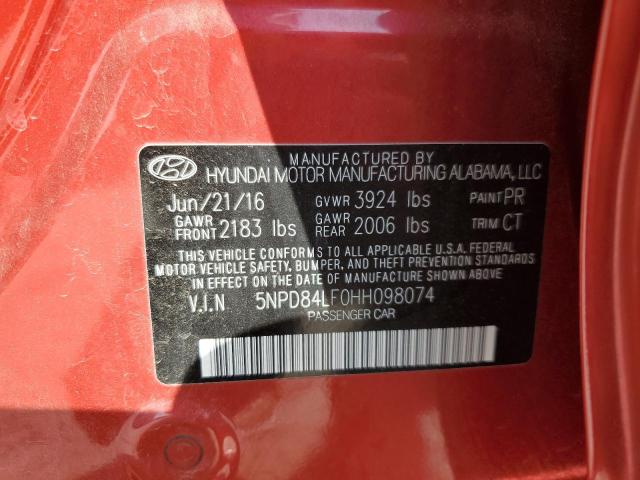 MANUFACTURED BY
HYUNDAI MOTOR MANUFACTURING ALABAMA, LLC
Jun/21/16 GVWR 3924 lbs PAINT PR
GAWR FRONT 2183 lbs GAWR REAR 2006 lbs TRIM CT
THIS VEHICLE CONFORMS TO ALL APPLICABLE U.S.A. FEDERAL
MOTOR VEHICLE SAFETY, BUMPER, AND THEFT PREVENTION STANDARDS
IN EFFECT ON THE DATE OF MANUFACTURE SHOWN ABOVE.
V.I.N 5NPD84LF0HH098074
PASSENGER CAR